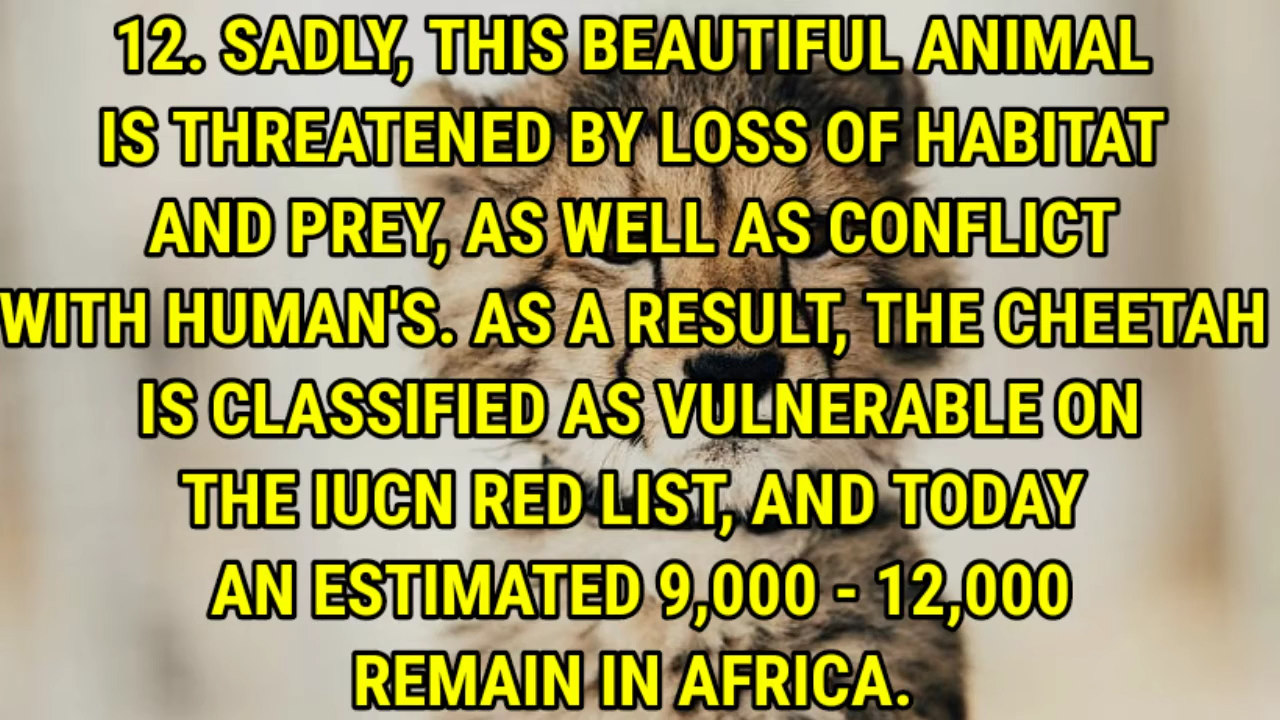 12. SADLY, THIS BEAUTIFUL ANIMAL
IS THREATENED BY LOSS OF HABITAT
AND PREY, AS WELL AS CONFLICT
WITH HUMAN'S. AS A RESULT, THE CHEETAH
IS CLASSIFIED AS VULNERABLE ON
THE IUCN RED LIST, AND TODAY
AN ESTIMATED 9,000 - 12,000
REMAIN IN AFRICA.